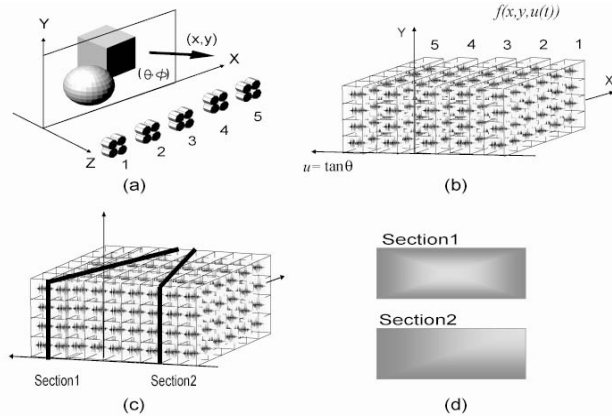 Y
(x,y)
(θ,ϕ)
X
Z
1
2
3
4
5
(a)
f(x,y,u(t))
Y
5
4
3
2
1
X
u=tanθ
(b)
Section1
Section2
(c)
Section1
Section2
(d)